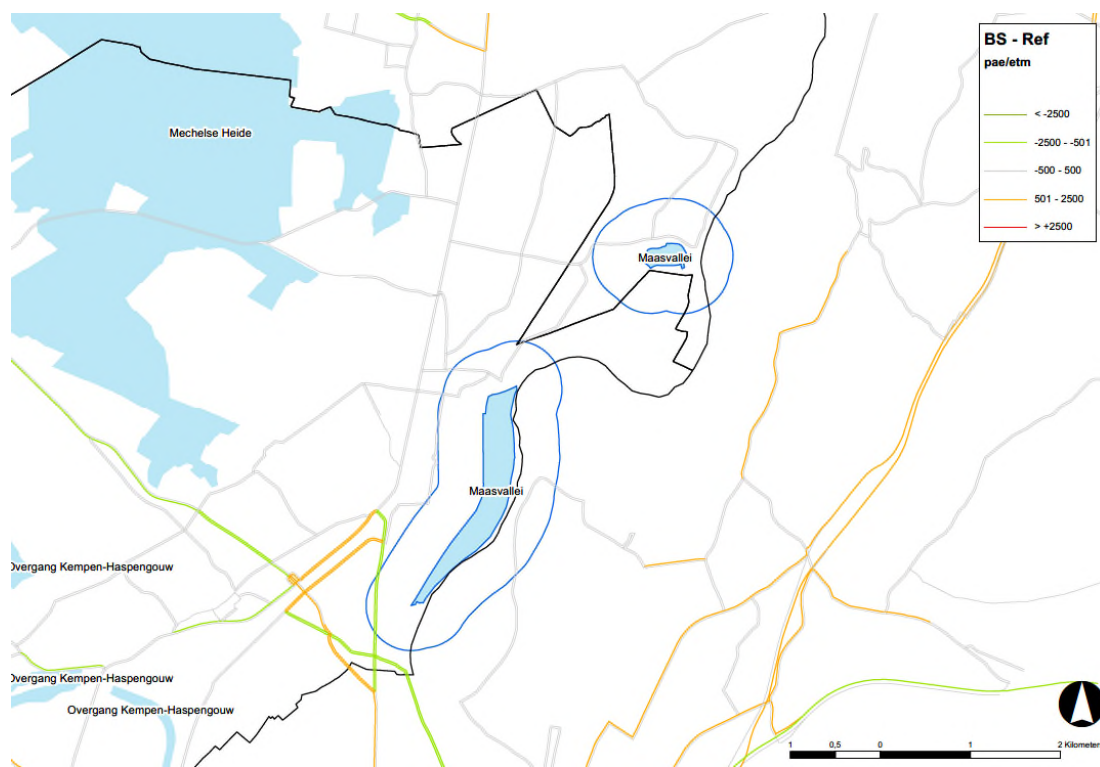 BS - Ref
pae/etm
< -2500
-2500 - -501
-500 - 500
501 - 2500
> +2500
Mechelse Heide
Maasvallei
Maasvallei
Overgang Kempen-Haspengouw
Overgang Kempen-Haspengouw
Overgang Kempen-Haspengouw
1 0,5 0 1 2 Kilometer